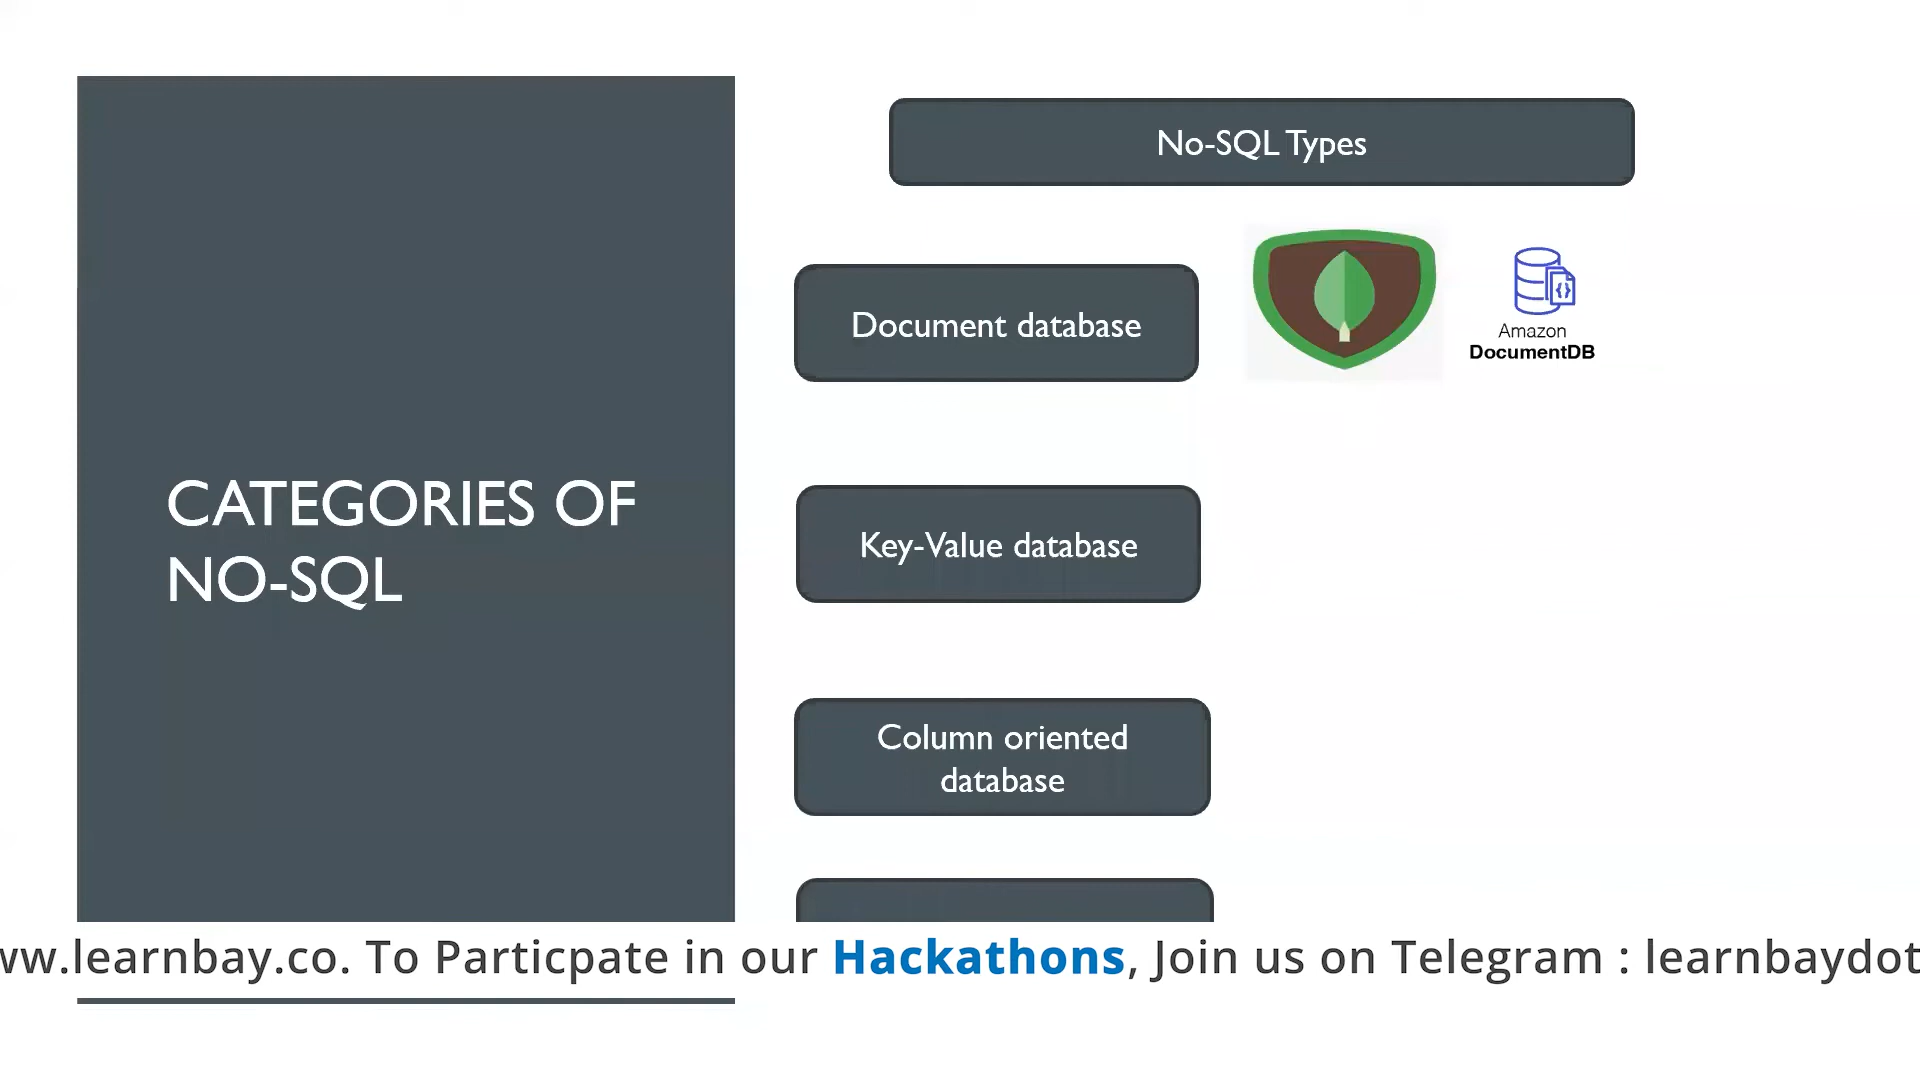 CATEGORIES OF
NO-SQL
No-SQL Types
Document database
Amazon
DocumentDB
Key-Value database
Column oriented
database
ww.learnbay.co. To Particpate in our Hackathons, Join us on Telegram : learnbaydot